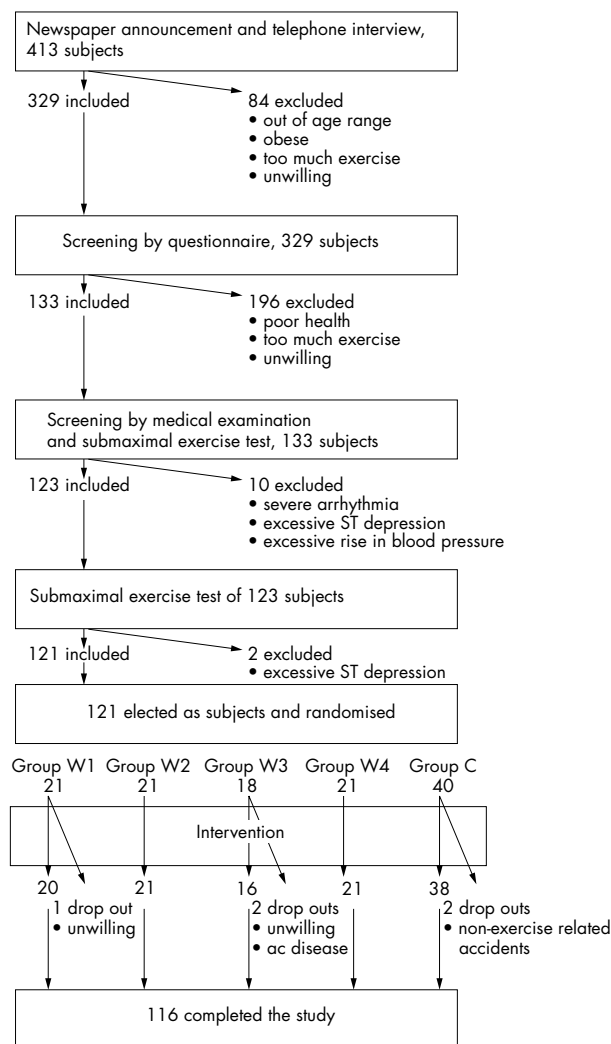 Newspaper announcement and telephone interview,
413 subjects
329 included
84 excluded
• out of age range
• obese
• too much exercise
• unwilling
Screening by questionnaire, 329 subjects
133 included
196 excluded
• poor health
• too much exercise
• unwilling
Screening by medical examination
and submaximal exercise test, 133 subjects
123 included
10 excluded
• severe arrhythmia
• excessive ST depression
• excessive rise in blood pressure
Submaximal exercise test of 123 subjects
121 included
2 excluded
• excessive ST depression
121 elected as subjects and randomised
Group W1 Group W2 Group W3 Group W4 Group C
21 21 18 21 40
Intervention
20 21 16 21 38
1 drop out
• unwilling
2 drop outs
• unwilling
• ac disease
2 drop outs
• non-exercise related
accidents
116 completed the study